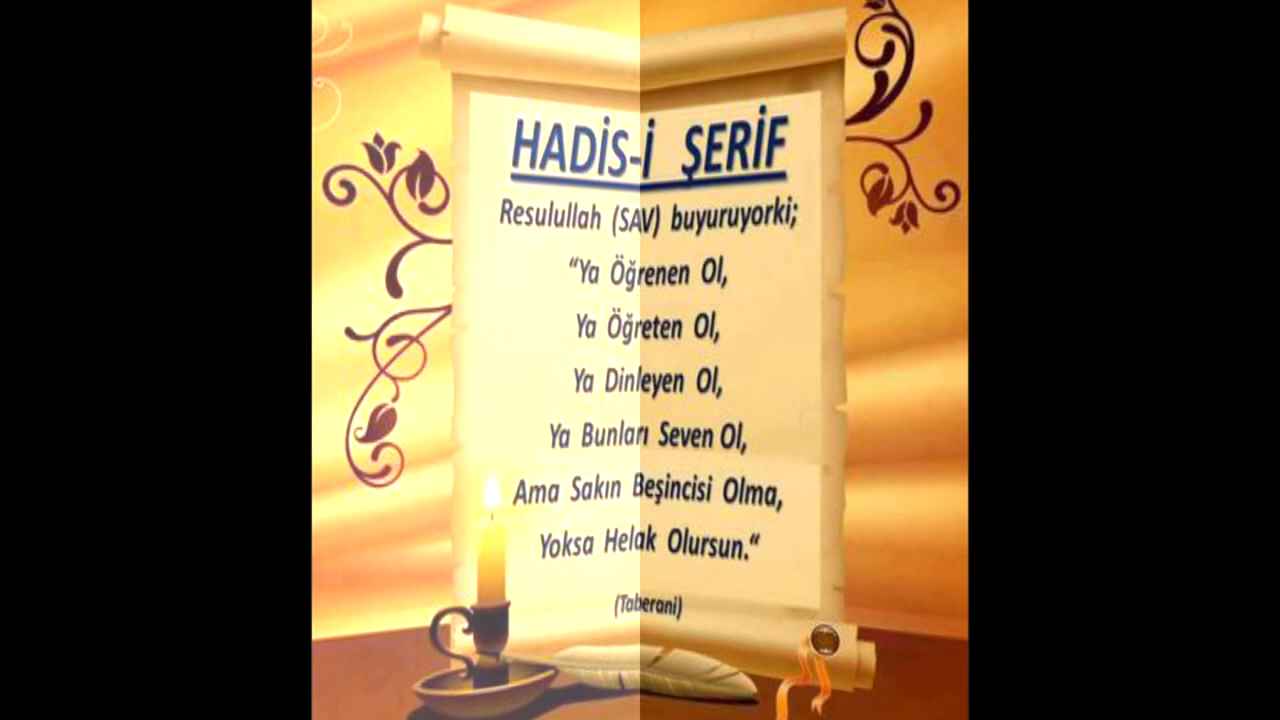 HADİS-İ ŞERİF
Resulullah (SAV) buyuruyorki;
“Ya Öğrenen Ol,
Ya Öğreten Ol,
Ya Dinleyen Ol,
Ya Bunları Seven Ol,
Ama Sakın Beşincisi Olma,
Yoksa Helak Olursun.“
(Taberani)